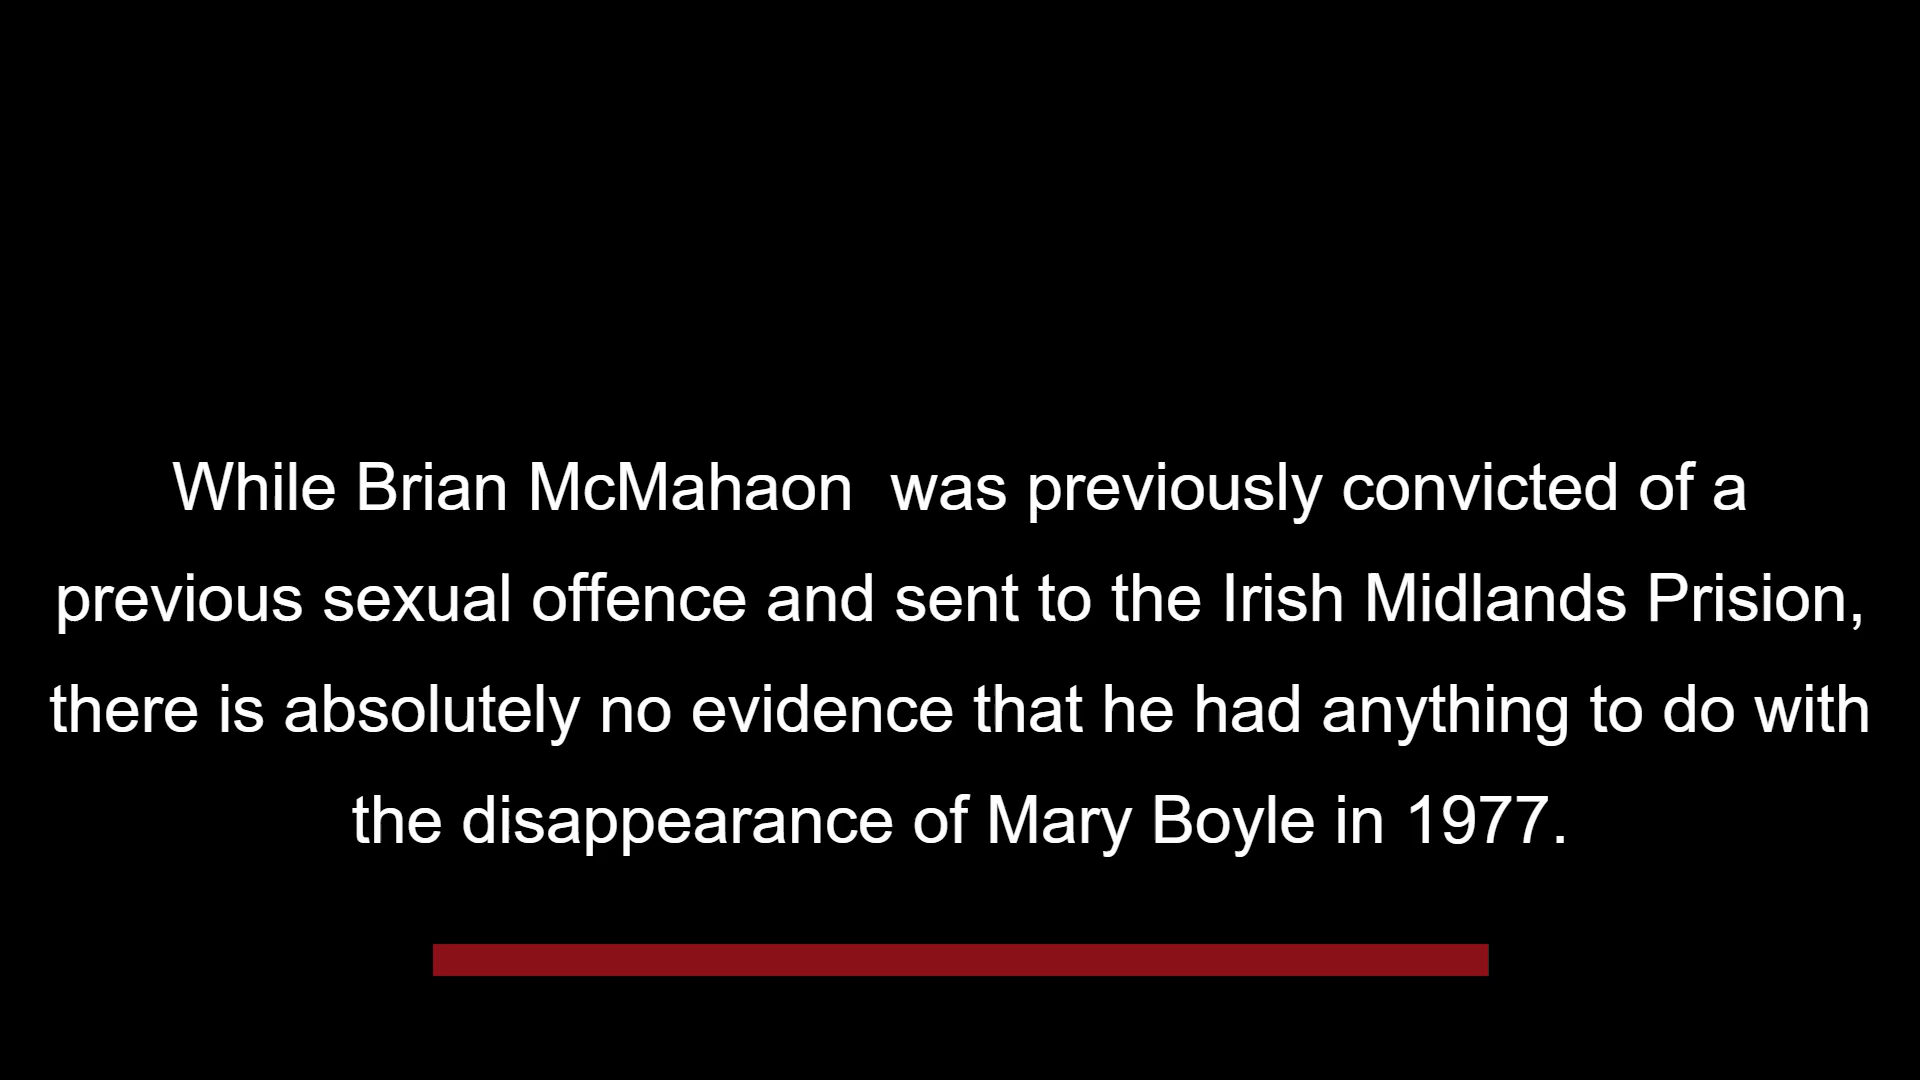 While Brian McMahaon  was previously convicted of a
previous sexual offence and sent to the Irish Midlands Prision,
there is absolutely no evidence that he had anything to do with
the disappearance of Mary Boyle in 1977.